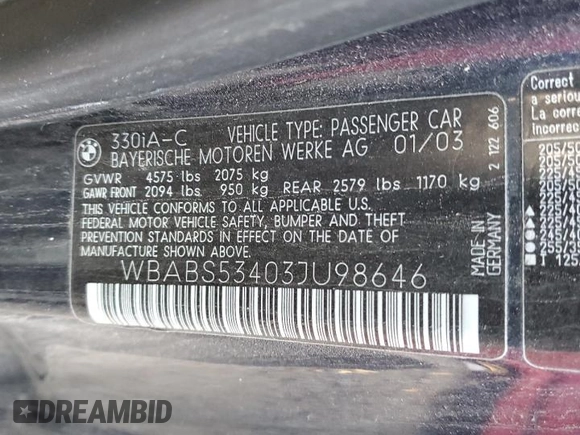 330iA-C VEHICLE TYPE: PASSENGER CAR
BAYERISCHE MOTOREN WERKE AG 01/03
GVWR 4575 lbs 2075 kg
GAWR FRONT 2094 lbs 950 kg REAR 2579 lbs 1170 kg
THIS VEHICLE CONFORMS TO ALL APPLICABLE U.S.
FEDERAL MOTOR VEHICLE SAFETY, BUMPER AND THEFT
PREVENTION STANDARDS IN EFFECT ON THE DATE OF
MANUFACTURE SHOWN ABOVE.
WBABS53403JU98646
2 122 606
MADE IN
GERMANY
Correct
a seriou
La corre
Incorrec
DREAMBID